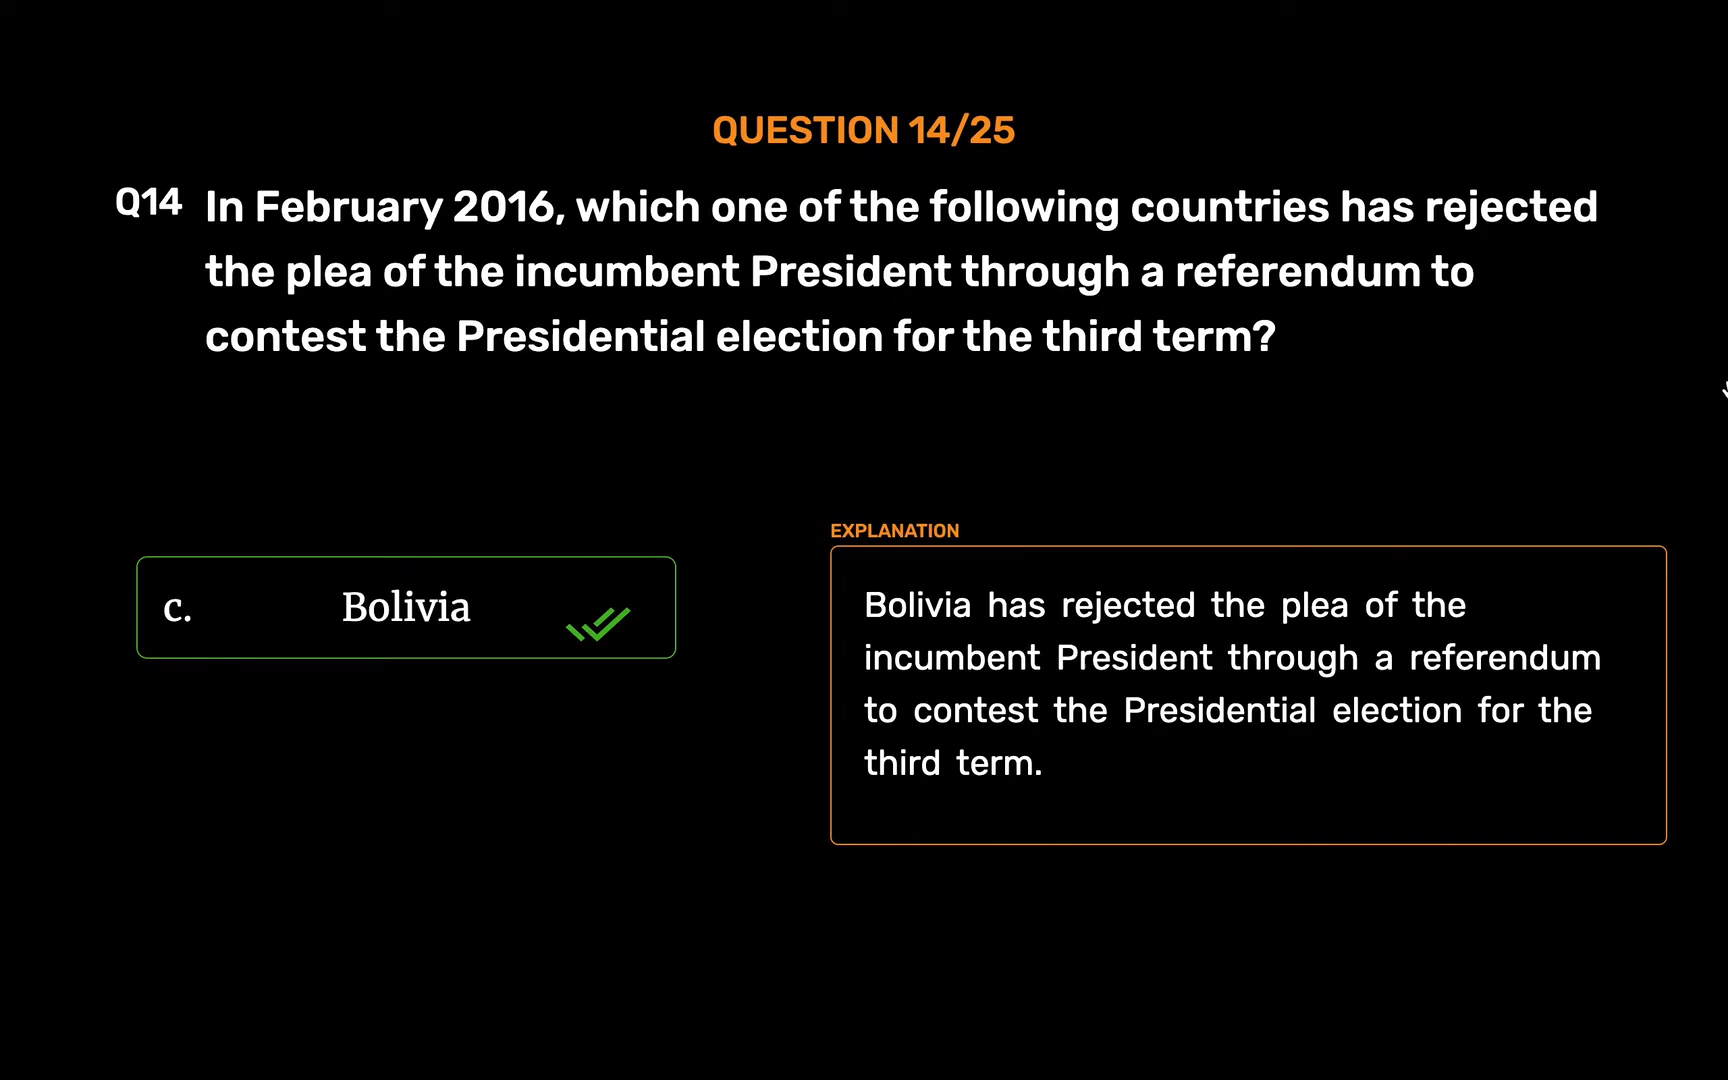 QUESTION 14/25
Q14 In February 2016, which one of the following countries has rejected
the plea of the incumbent President through a referendum to
contest the Presidential election for the third term?
c. Bolivia
EXPLANATION
Bolivia has rejected the plea of the
incumbent President through a referendum
to contest the Presidential election for the
third term.